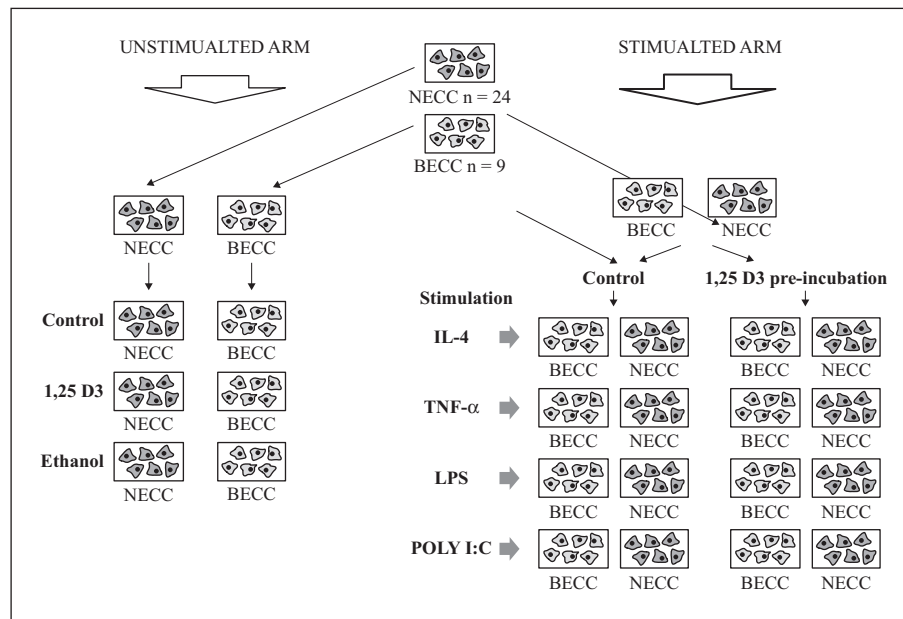 UNSTIMUALTED ARM
STIMUALTED ARM
NECC n = 24
BECC n = 9
NECC BECC
BECC NECC
Control 1,25 D3 pre-incubation
Stimulation
Control
NECC BECC
1,25 D3
NECC BECC
Ethanol
NECC BECC
IL-4
BECC NECC BECC NECC
TNF-α
BECC NECC BECC NECC
LPS
BECC NECC BECC NECC
POLY I:C
BECC NECC BECC NECC